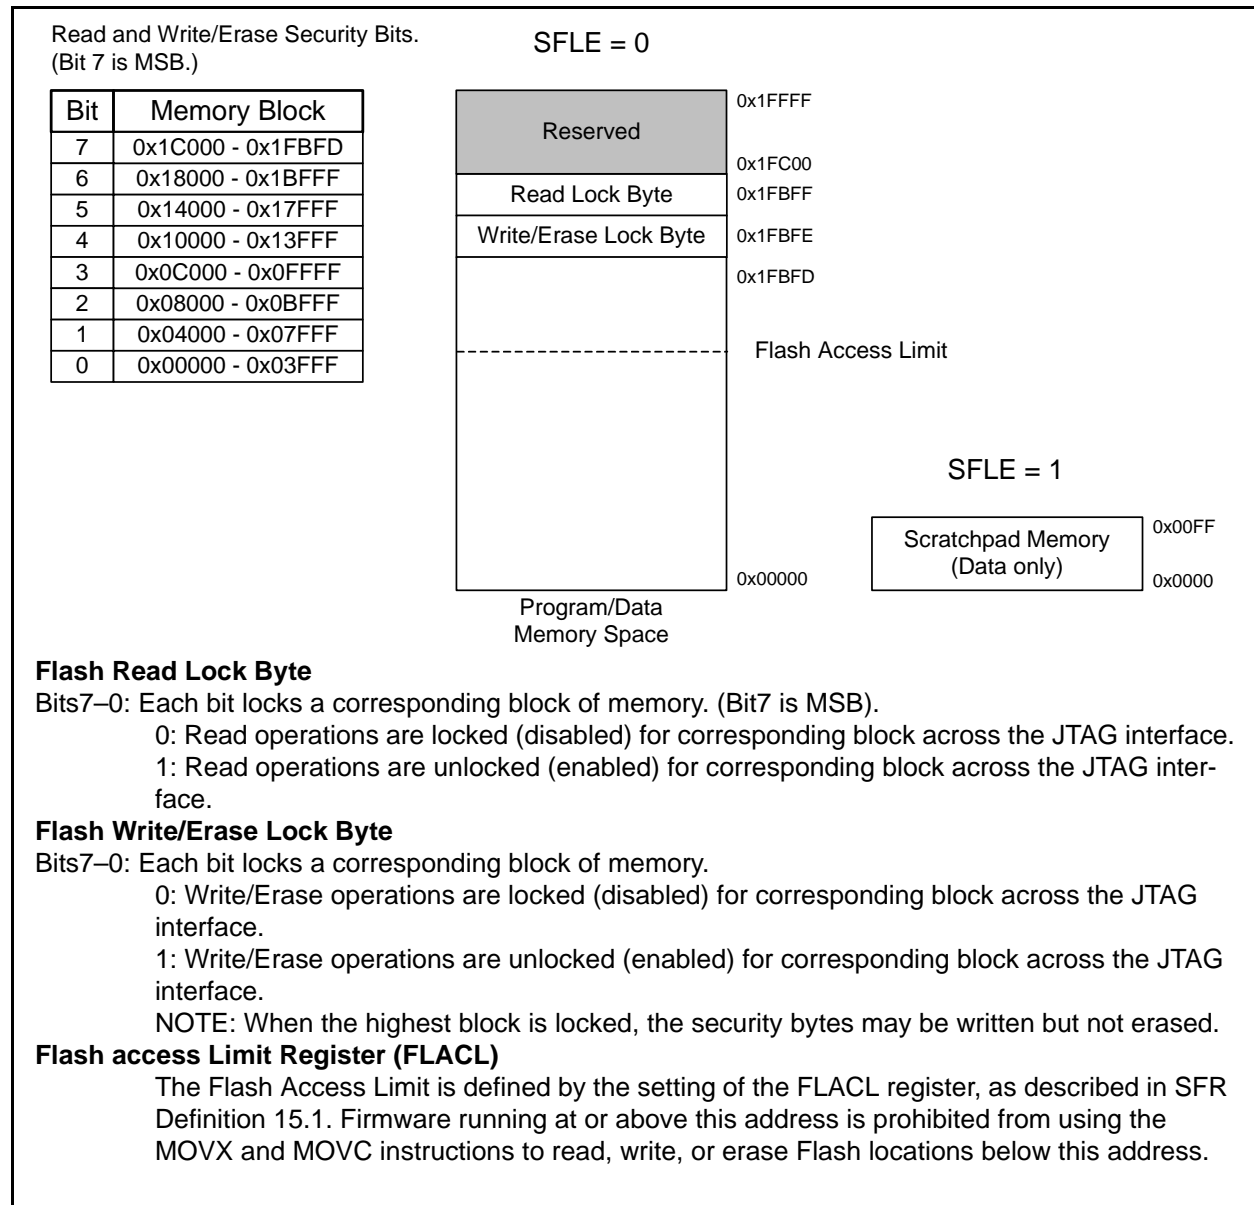 Read and Write/Erase Security Bits.
(Bit 7 is MSB.)
SFLE = 0
Bit Memory Block
7 0x1C000 - 0x1FBFD
6 0x18000 - 0x1BFFF
5 0x14000 - 0x17FFF
4 0x10000 - 0x13FFF
3 0x0C000 - 0x0FFFF
2 0x08000 - 0x0BFFF
1 0x04000 - 0x07FFF
0 0x00000 - 0x03FFF
Reserved
0x1FFFF
0x1FC00
Read Lock Byte 0x1FBFF
Write/Erase Lock Byte 0x1FBFE
0x1FBFD
Flash Access Limit
0x00000
Program/Data
Memory Space
SFLE = 1
Scratchpad Memory
(Data only)
0x00FF
0x0000
Flash Read Lock Byte
Bits7–0: Each bit locks a corresponding block of memory. (Bit7 is MSB).
0: Read operations are locked (disabled) for corresponding block across the JTAG interface.
1: Read operations are unlocked (enabled) for corresponding block across the JTAG inter-
face.
Flash Write/Erase Lock Byte
Bits7–0: Each bit locks a corresponding block of memory.
0: Write/Erase operations are locked (disabled) for corresponding block across the JTAG
interface.
1: Write/Erase operations are unlocked (enabled) for corresponding block across the JTAG
interface.
NOTE: When the highest block is locked, the security bytes may be written but not erased.
Flash access Limit Register (FLACL)
The Flash Access Limit is defined by the setting of the FLACL register, as described in SFR
Definition 15.1. Firmware running at or above this address is prohibited from using the
MOVX and MOVC instructions to read, write, or erase Flash locations below this address.